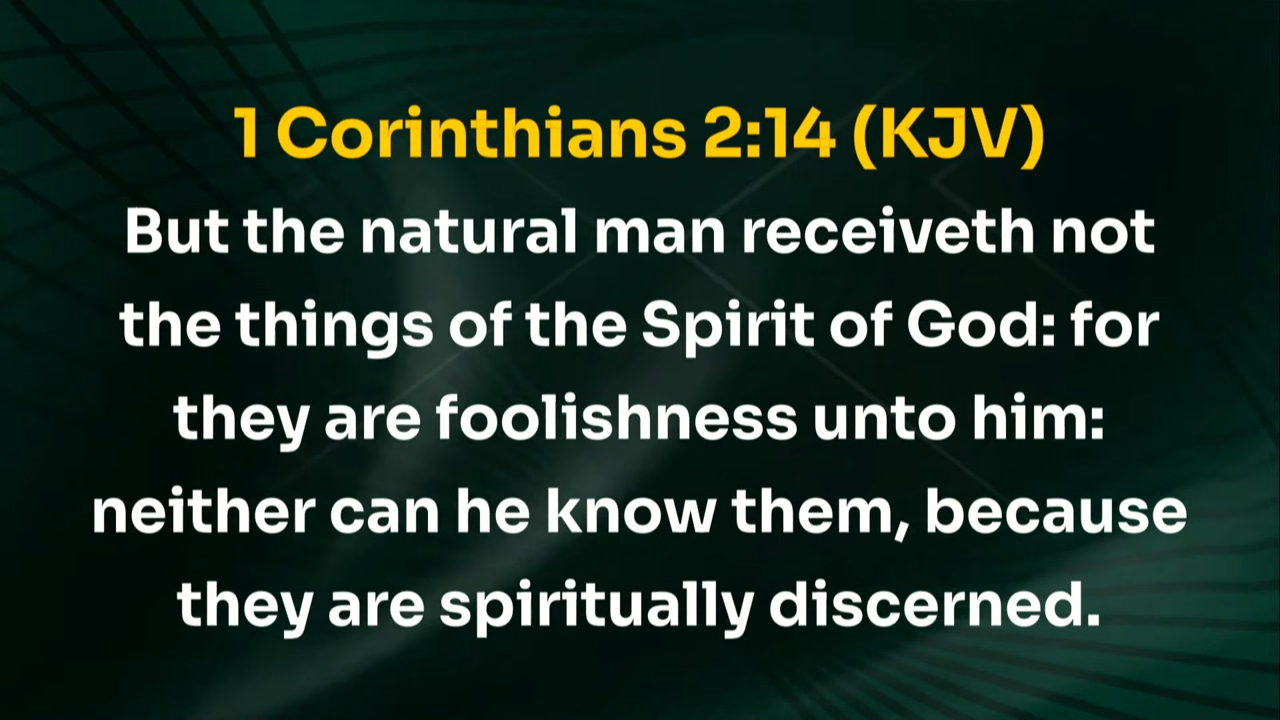 1 Corinthians 2:14 (KJV)
But the natural man receiveth not
the things of the Spirit of God: for
they are foolishness unto him:
neither can he know them, because
they are spiritually discerned.